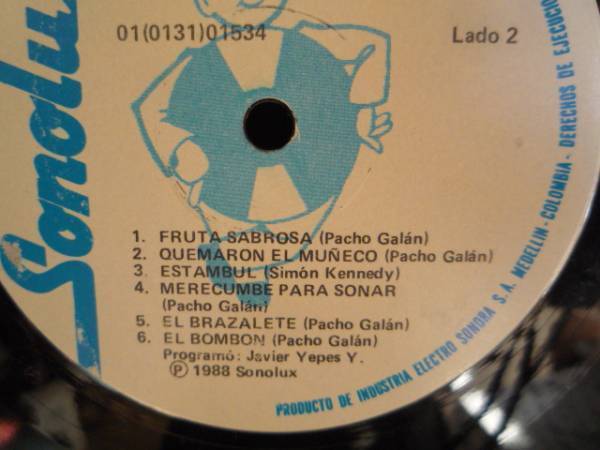 Sonolux
01(0131)01534
Lado 2
1. FRUTA SABROSA (Pacho Galán)
2. QUEMARON EL MUÑECO (Pacho Galán)
3. ESTAMBUL (Simón Kennedy)
4. MERECUMBE PARA SONAR
(Pacho Galán)
5. EL BRAZALETE (Pacho Galán)
6. EL BOMBON (Pacho Galán)
Programó: Javier Yepes Y.
Ⓟ 1988 Sonolux
PRODUCTO DE INDUSTRIA ELECTRO SONORA S.A. MEDELLIN-COLOMBIA- DERECHOS DE EJECUCIO